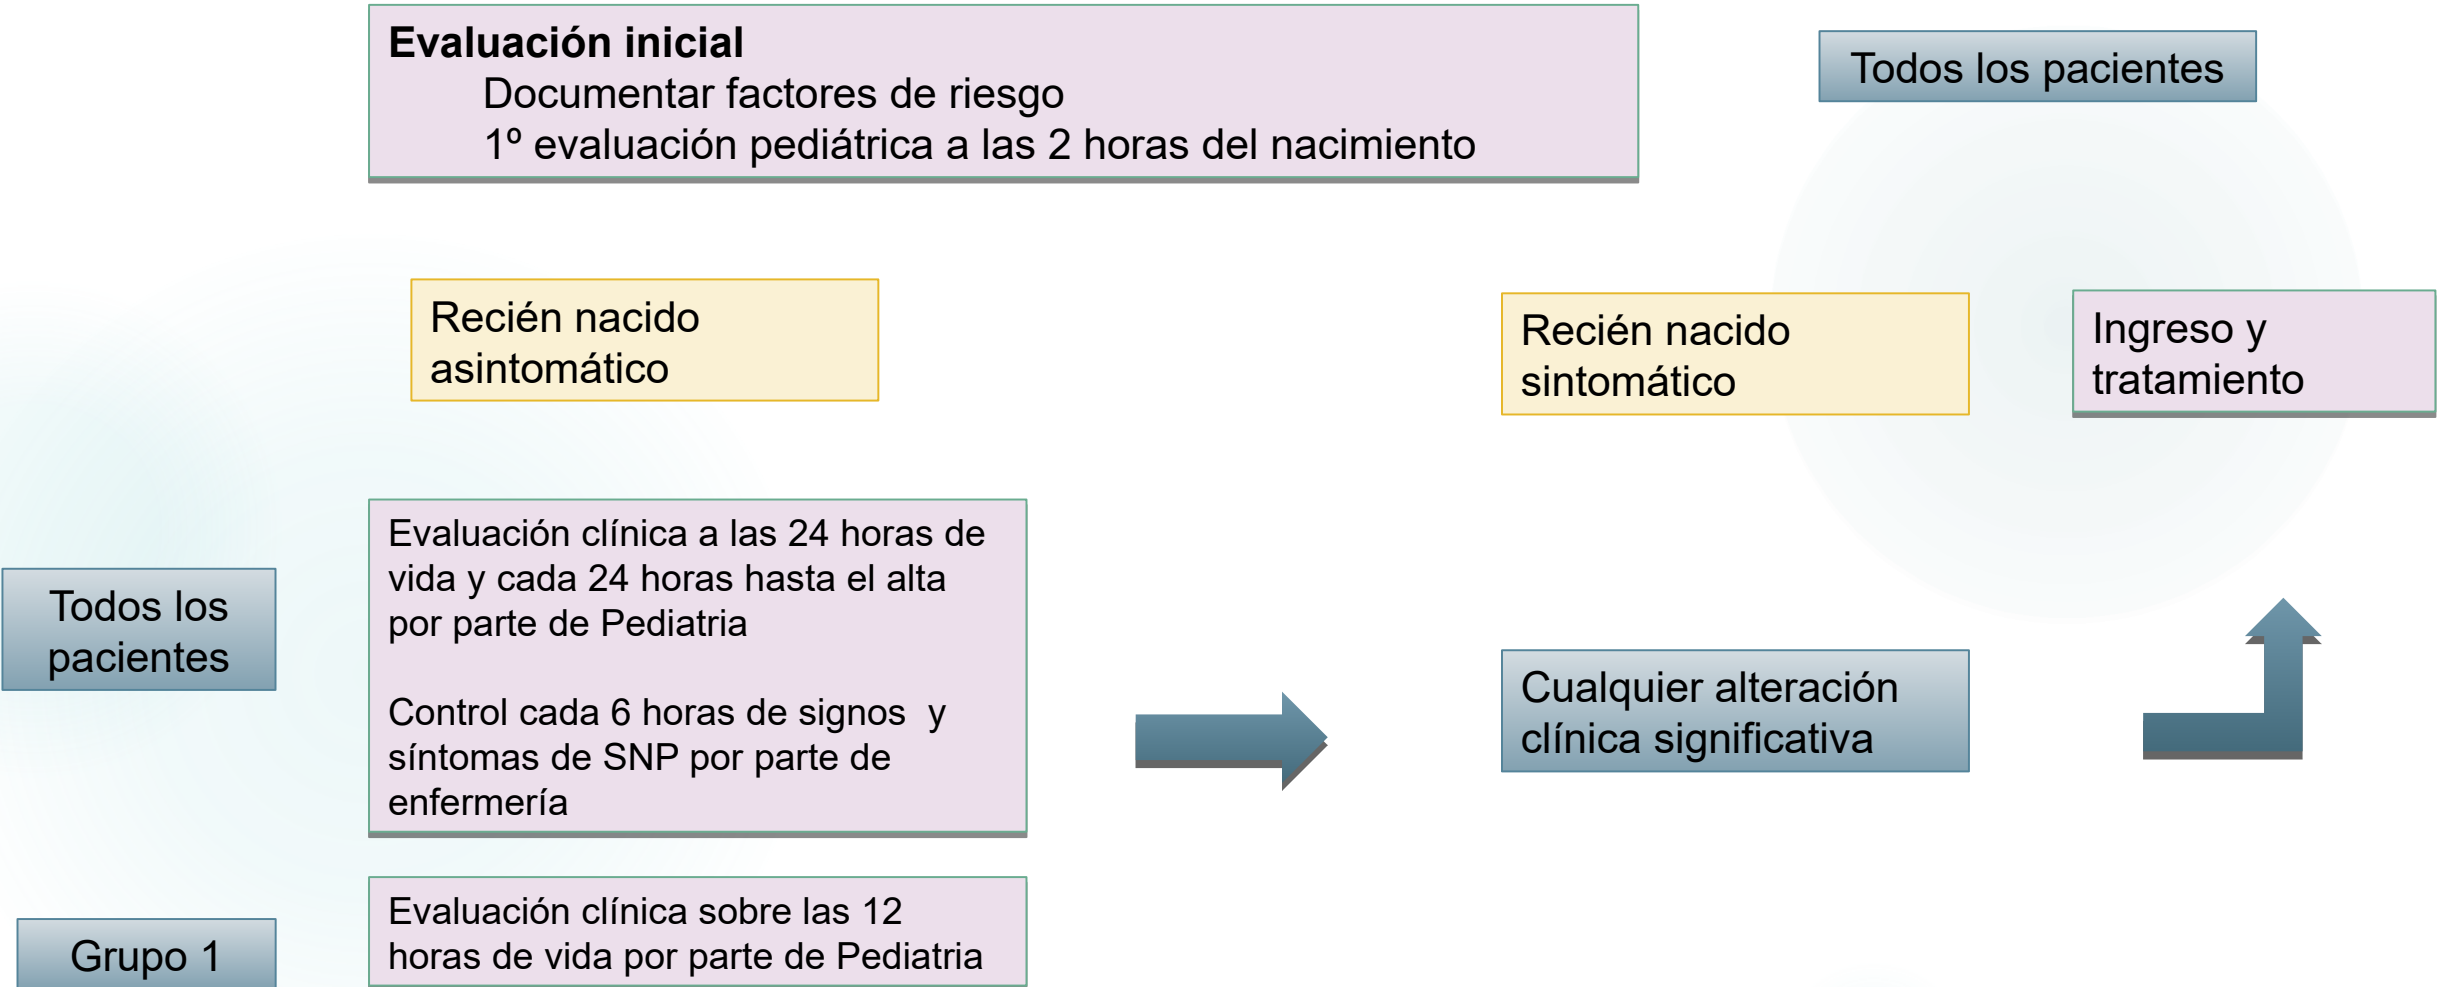 Evaluación inicial
Documentar factores de riesgo
1º evaluación pediátrica a las 2 horas del nacimiento
Todos los pacientes
Recién nacido
asintomático
Recién nacido
sintomático
Ingreso y
tratamiento
Todos los
pacientes
Evaluación clínica a las 24 horas de
vida y cada 24 horas hasta el alta
por parte de Pediatria
Control cada 6 horas de signos y
síntomas de SNP por parte de
enfermería
Cualquier alteración
clínica significativa
Grupo 1
Evaluación clínica sobre las 12
horas de vida por parte de Pediatria